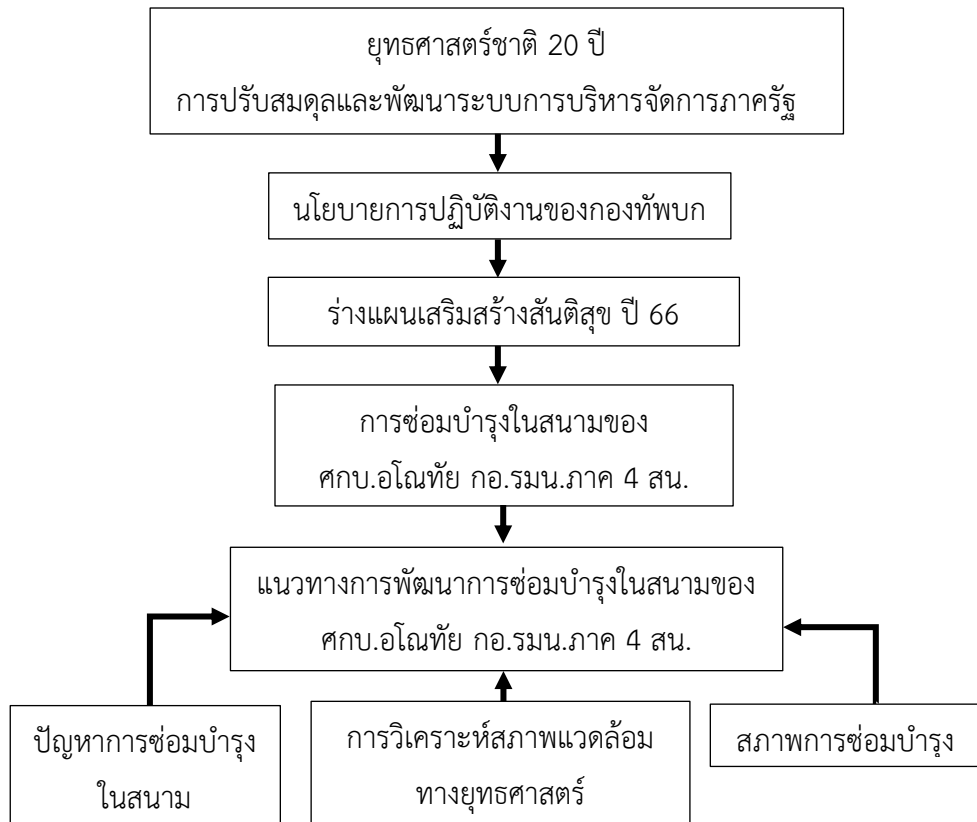 ยุทธศาสตร์ชาติ 20 ปี
การปรับสมดุลและพัฒนาระบบการบริหารจัดการภาครัฐ
นโยบายการปฏิบัติงานของกองทัพบก
ร่างแผนเสริมสร้างสันติสุข ปี 66
การซ่อมบำรุงในสนามของ
ศกบ.อโณทัย กอ.รมน.ภาค 4 สน.
แนวทางการพัฒนาการซ่อมบำรุงในสนามของ
ศกบ.อโณทัย กอ.รมน.ภาค 4 สน.
ปัญหาการซ่อมบำรุง
ในสนาม
การวิเคราะห์สภาพแวดล้อม
ทางยุทธศาสตร์
สภาพการซ่อมบำรุง